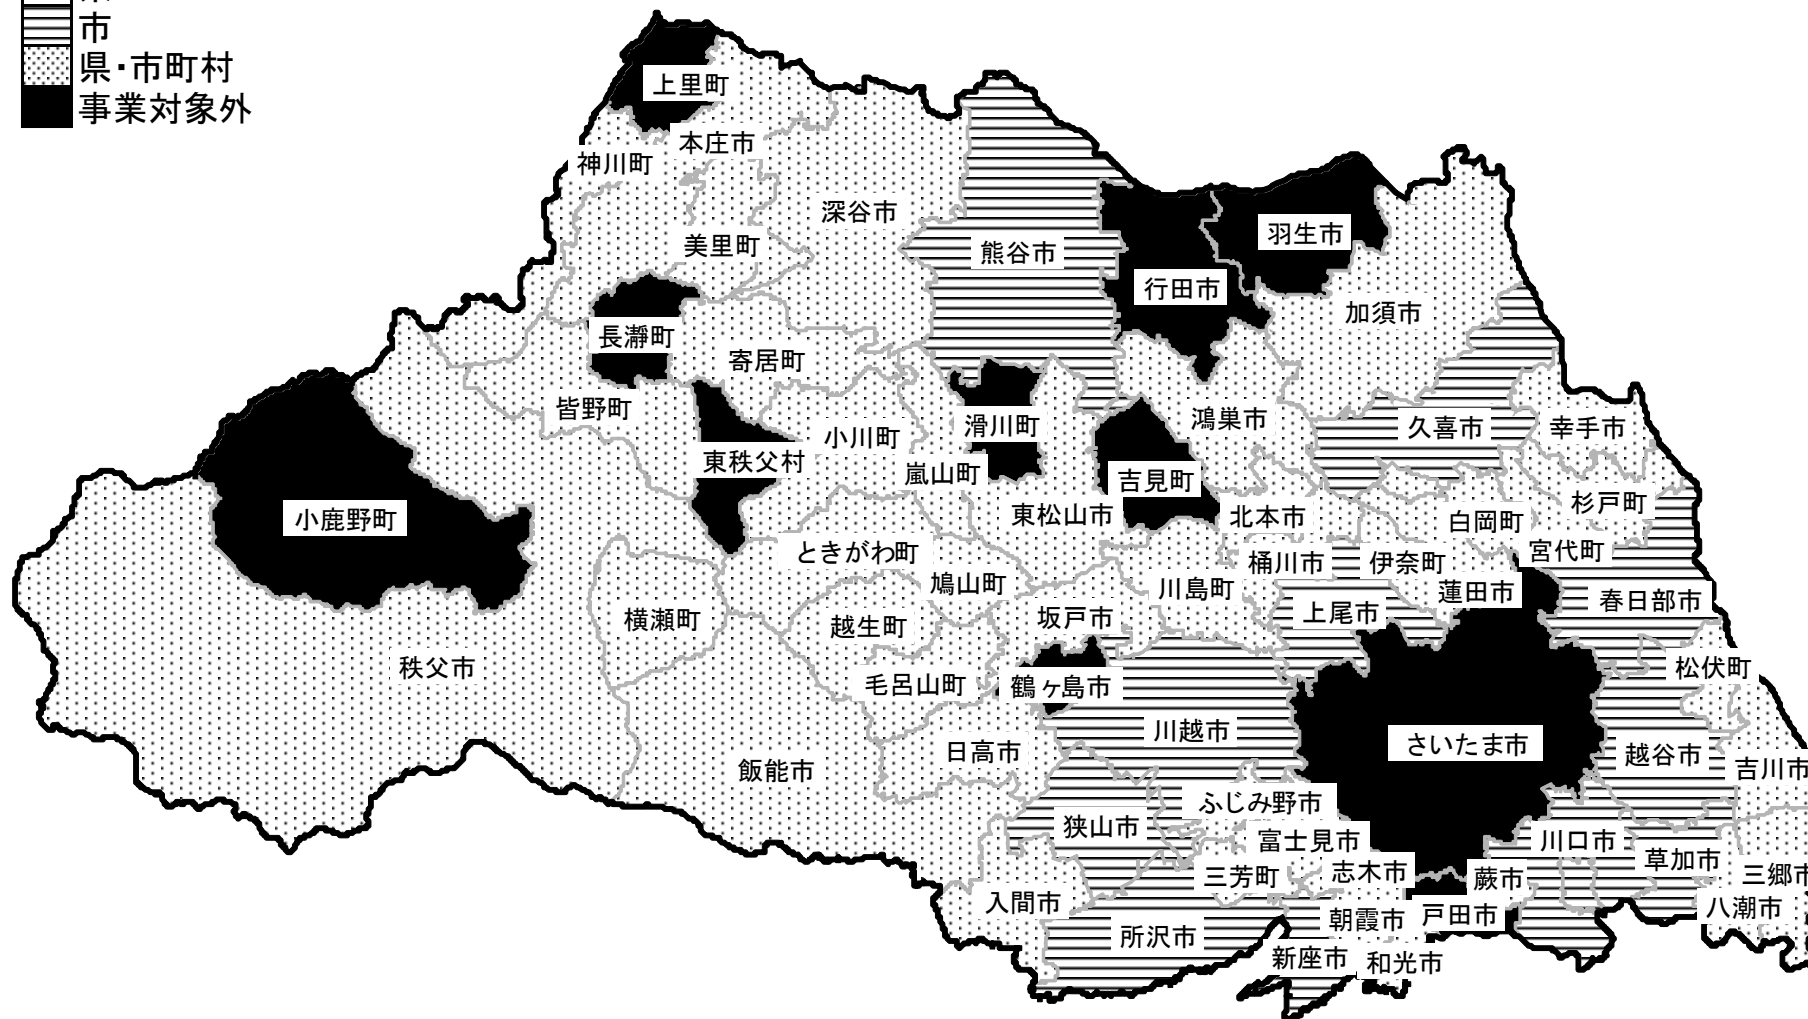 市
県・市町村
事業対象外
上里町
本庄市
神川町
深谷市
美里町
熊谷市
羽生市
行田市
加須市
長瀞町
寄居町
皆野町
小川町
滑川町
鴻巣市
久喜市
幸手市
東秩父村
嵐山町
吉見町
小鹿野町
東松山市
北本市
白岡町
杉戸町
ときがわ町
鳩山町
川島町
桶川市
伊奈町
宮代町
蓮田市
春日部市
横瀬町
越生町
坂戸市
上尾市
秩父市
毛呂山町
鶴ヶ島市
松伏町
川越市
さいたま市
日高市
飯能市
越谷市
吉川市
ふじみ野市
狭山市
富士見市
川口市
三芳町
志木市
蕨市
草加市
三郷市
入間市
朝霞市
戸田市
八潮市
所沢市
新座市
和光市